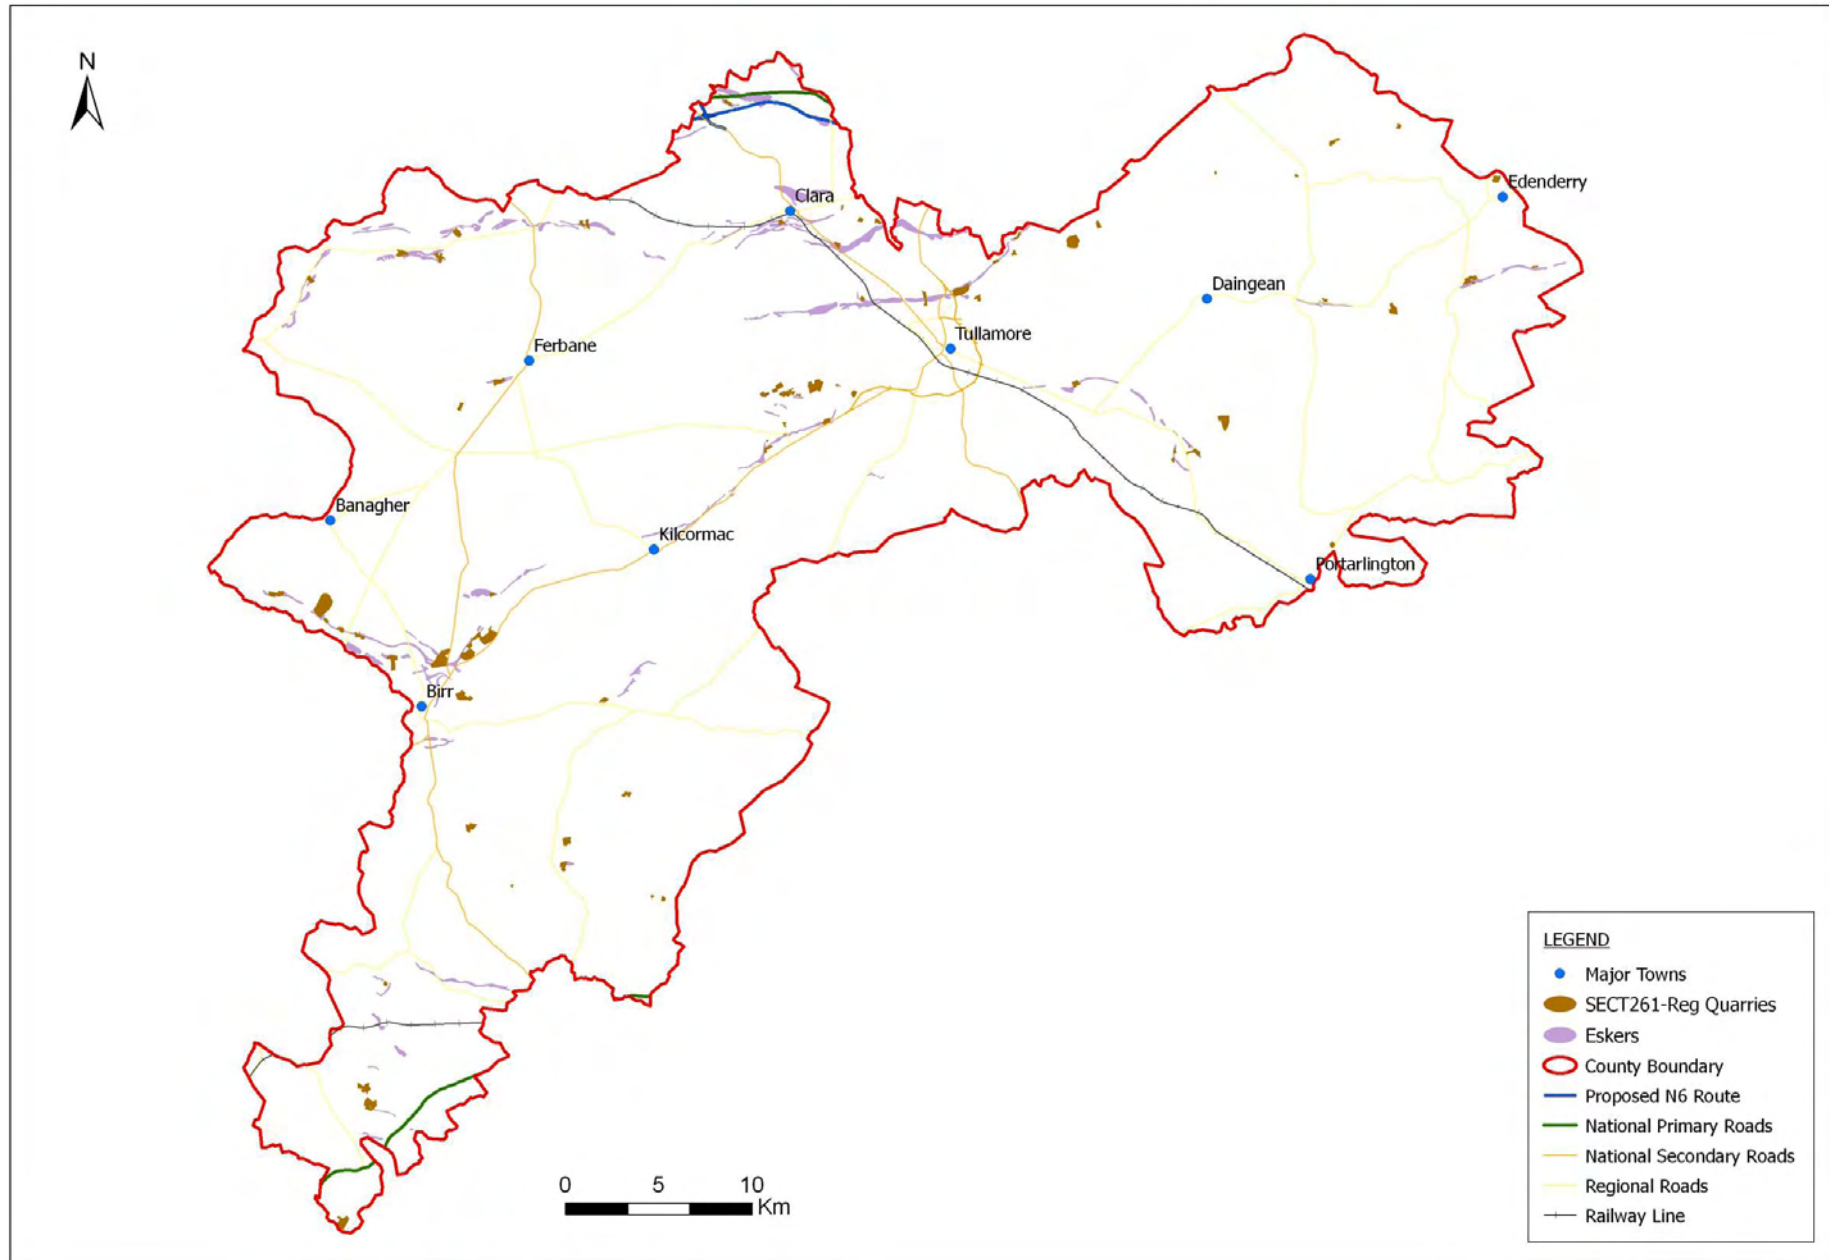 N
Clara
Edenderry
Daingean
Tullamore
Ferbane
Banagher
Kilcormac
Portarlington
Birr
0 5 10
Km
LEGEND
Major Towns
SECT261-Reg Quarries
Eskers
County Boundary
Proposed N6 Route
National Primary Roads
National Secondary Roads
Regional Roads
Railway Line